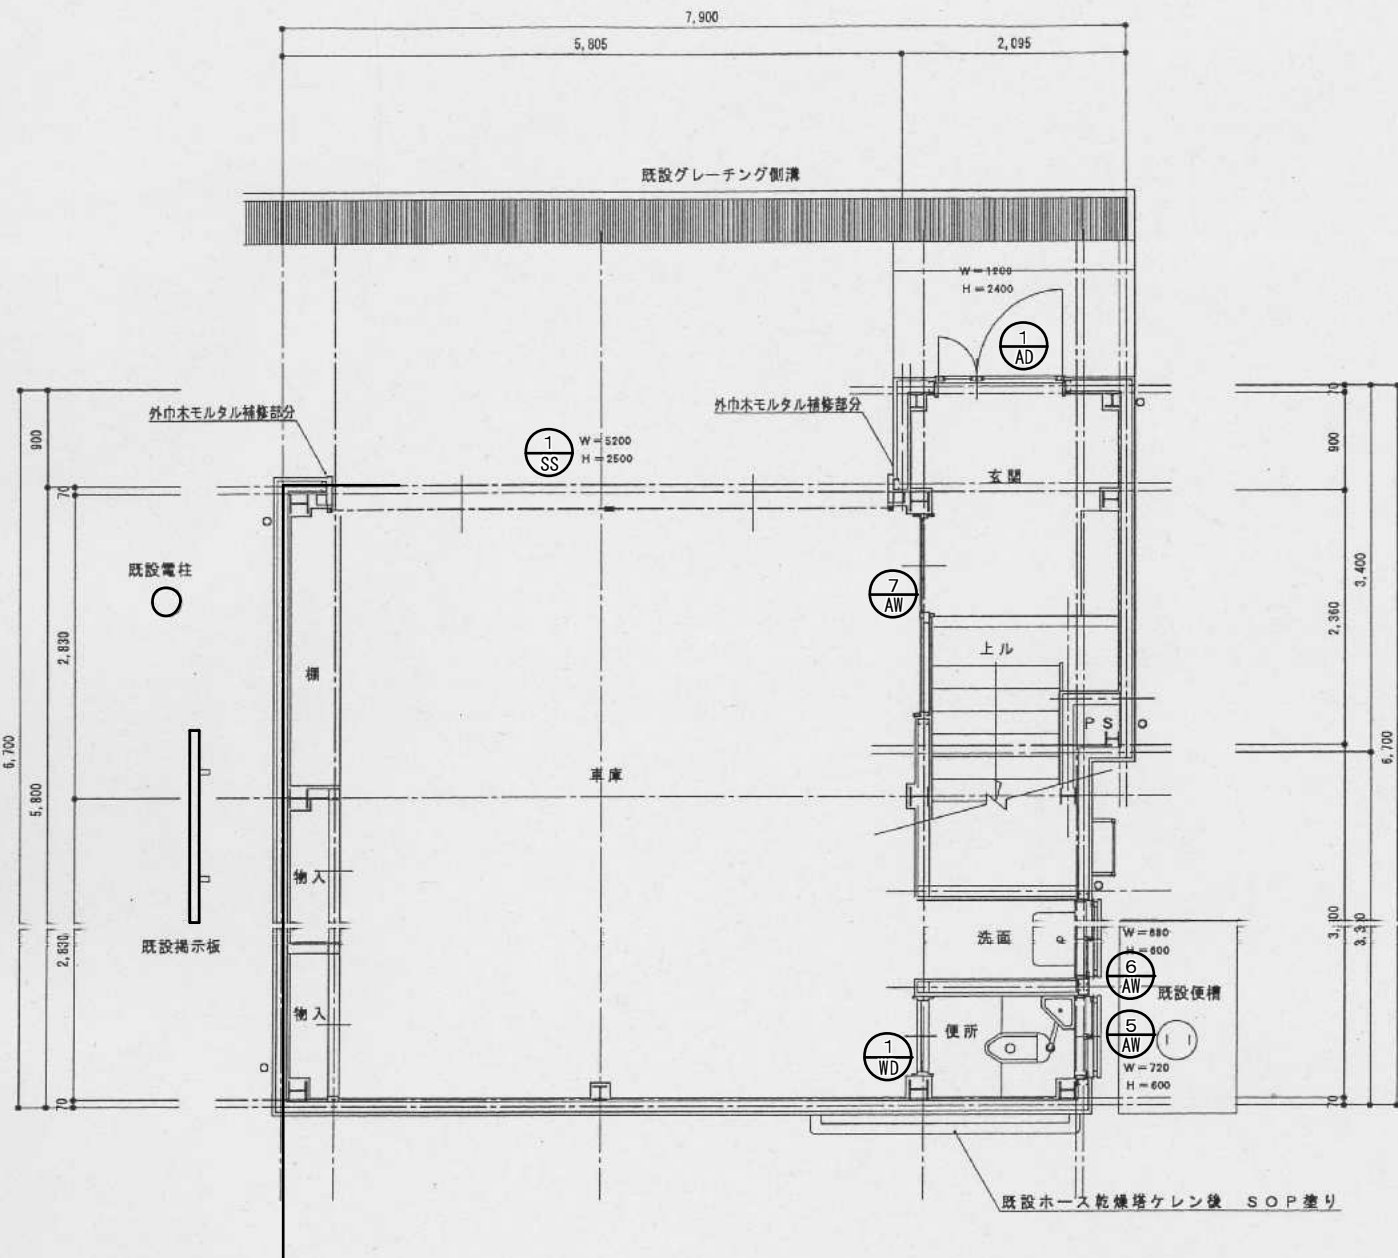 7,900
5,805
2,095
既設グレーチング側溝
W=1200
H=2400
1
AD
外巾木モルタル補修部分
外巾木モルタル補修部分
1
SS
W=5200
H=2500
玄関
70
900
70
900
既設電柱
7
AW
3,400
2,360
2,830
上ル
棚
PS
6,700
5,800
車庫
6,700
物入
既設掲示板
2,830
洗面
W=680
H=600
6
AW
既設便槽
物入
便所
1
WD
5
AW
W=720
H=600
70
70
既設ホース乾燥塔ケレン後 SOP塗り